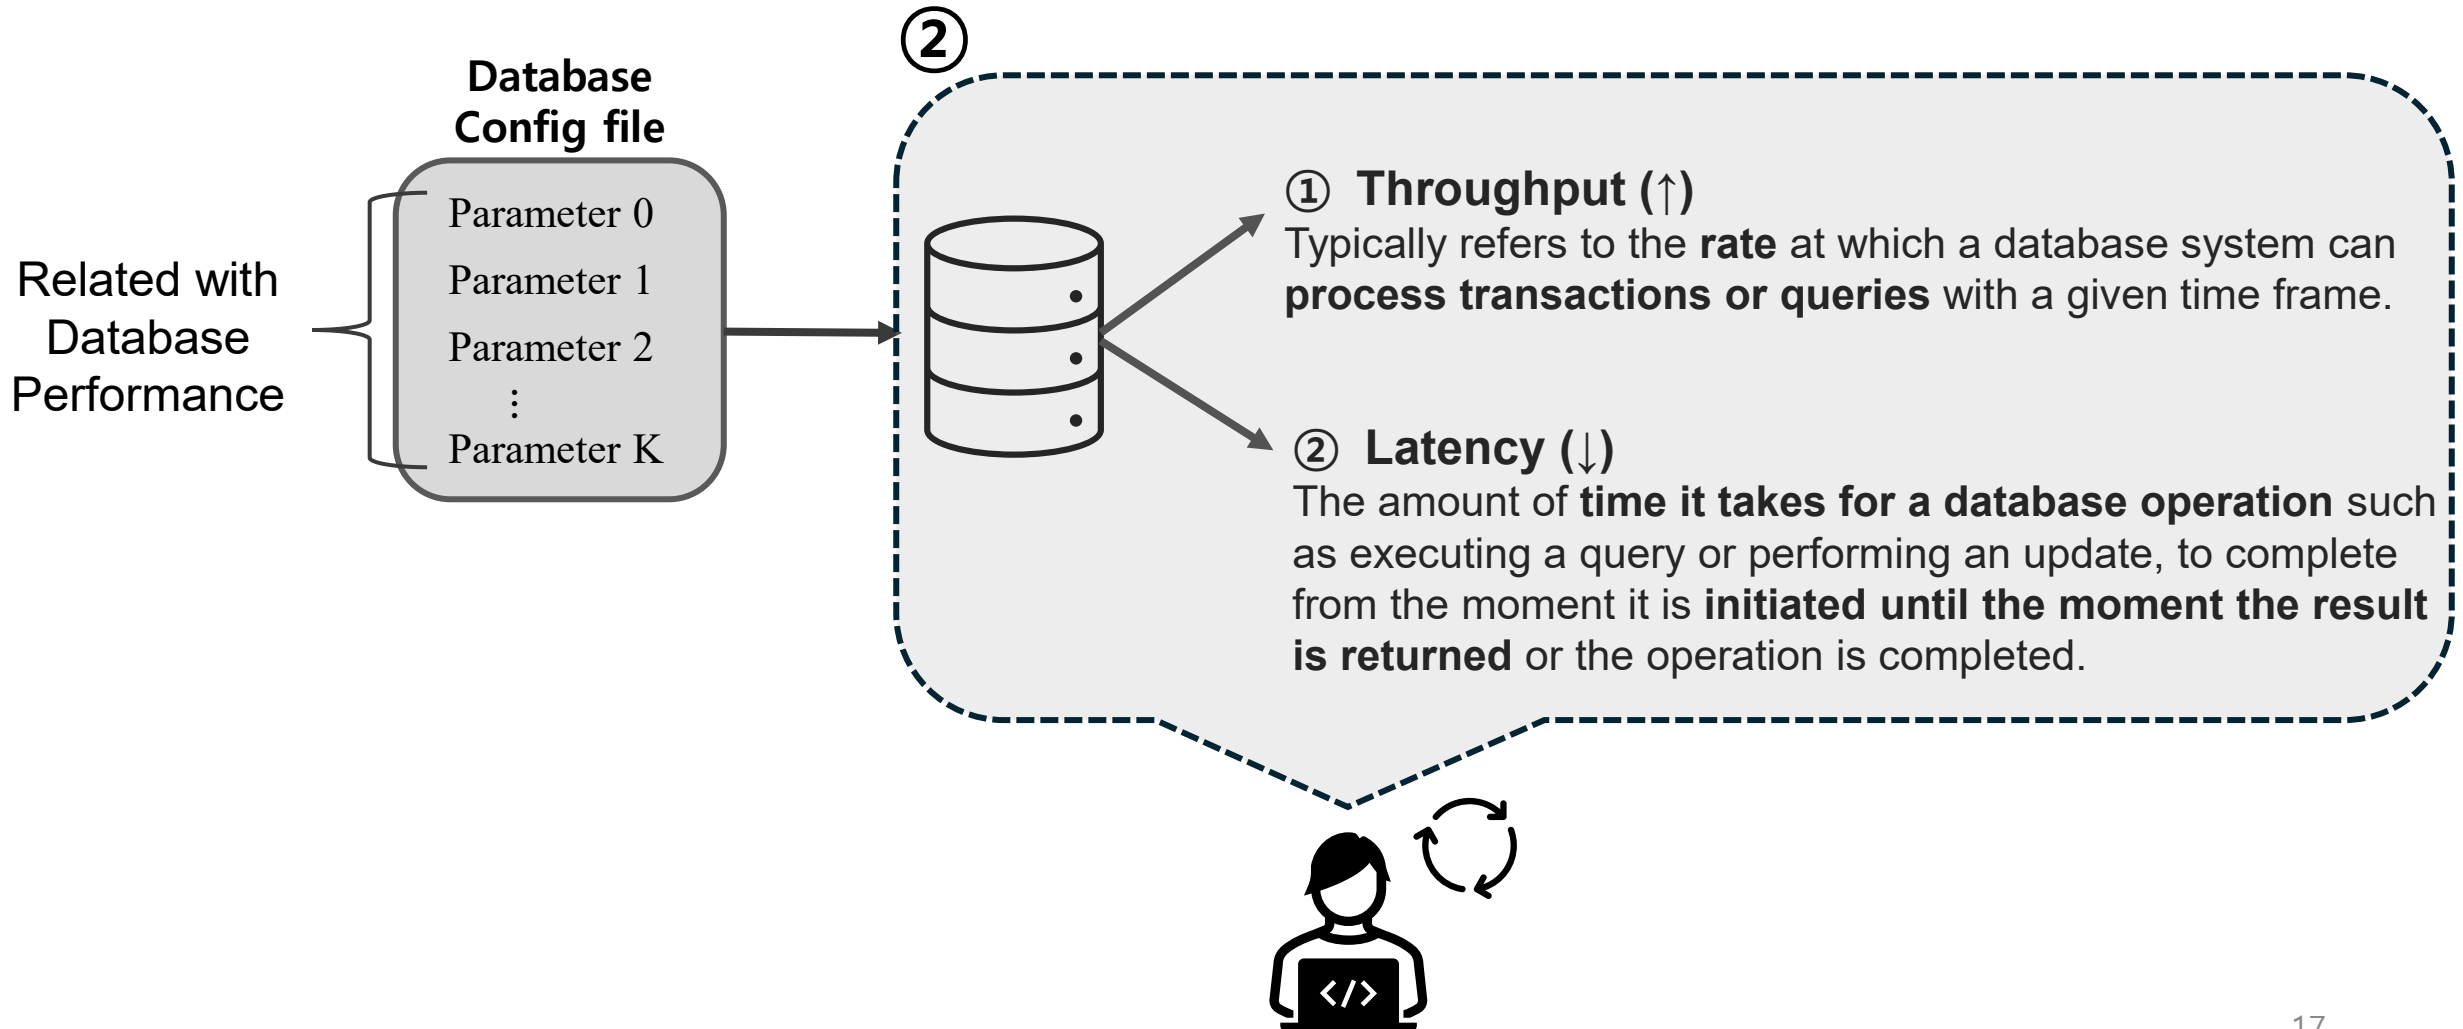 ②
Database
Config file
Parameter 0
Parameter 1
Parameter 2
⋮
Parameter K
Related with
Database
Performance
① Throughput (↑)
Typically refers to the rate at which a database system can
process transactions or queries with a given time frame.
② Latency (↓)
The amount of time it takes for a database operation such
as executing a query or performing an update, to complete
from the moment it is initiated until the moment the result
is returned or the operation is completed.
</>
17